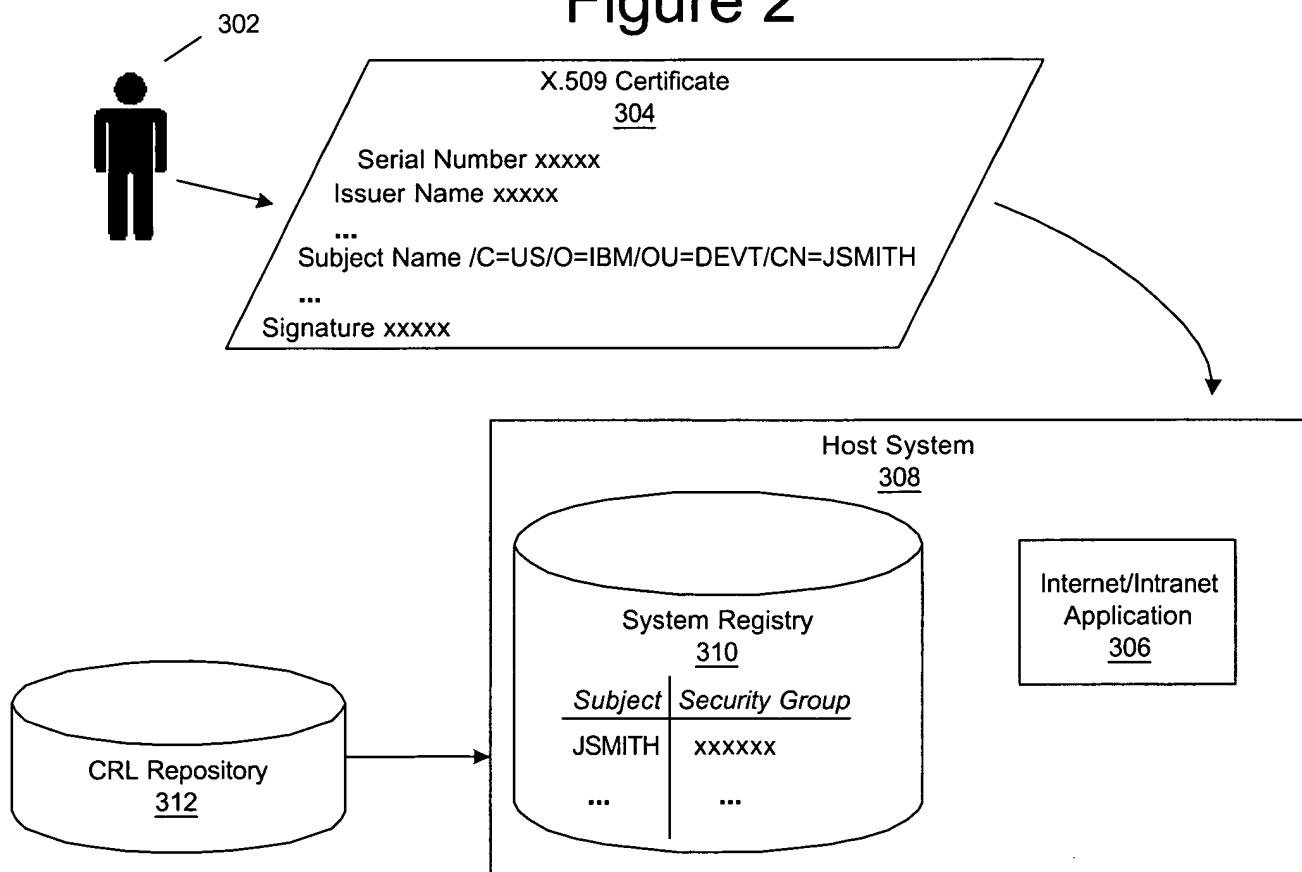 Figure 2
302
X.509 Certificate
304
Serial Number xxxxx
Issuer Name xxxxx
...
Subject Name /C=US/O=IBM/OU=DEVT/CN=JSMITH
...
Signature xxxxx
Host System
308
System Registry
310
Subject Security Group
JSMITH xxxxxx
... ...
Internet/Intranet
Application
306
CRL Repository
312